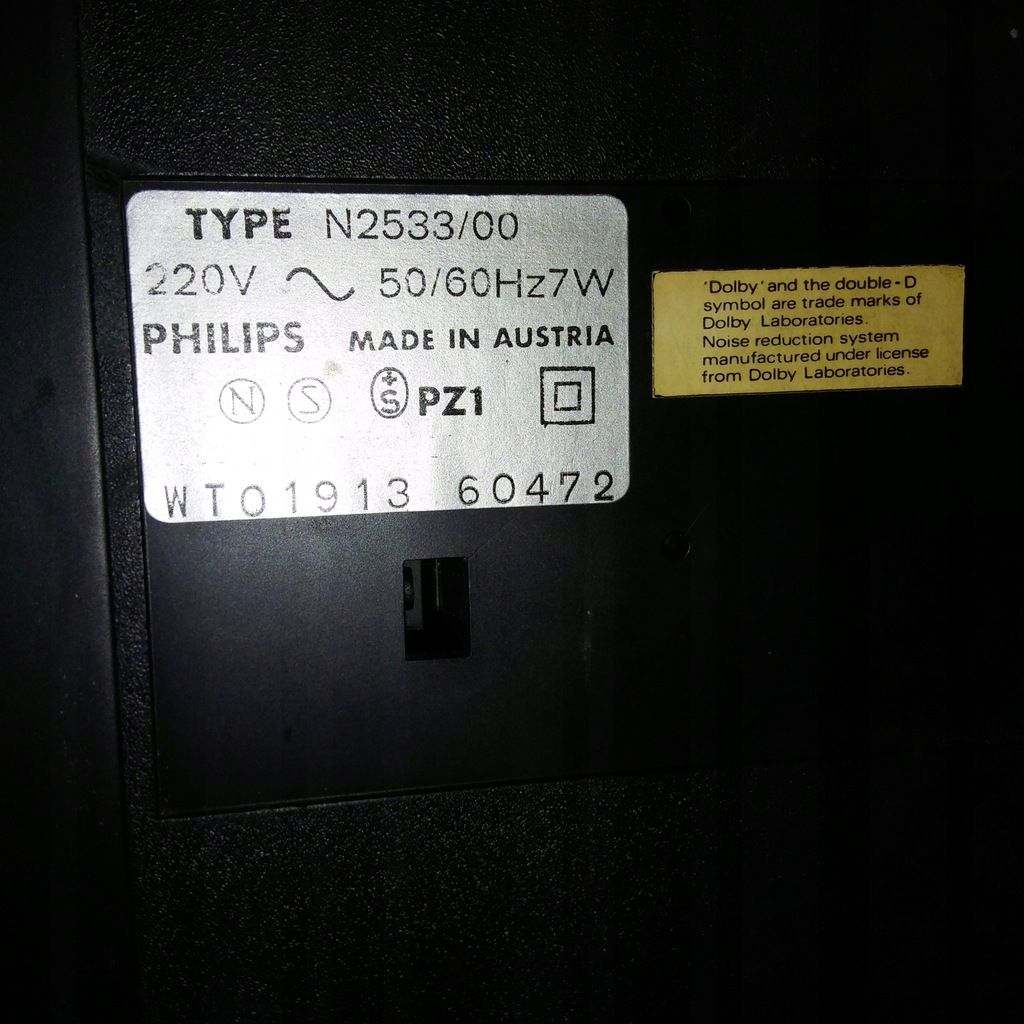 TYPE N2533/00
220V ~ 50/60Hz7W
PHILIPS MADE IN AUSTRIA
N S +S PZ1
WT01913 60472
'Dolby' and the double-D
symbol are trade marks of
Dolby Laboratories.
Noise reduction system
manufactured under license
from Dolby Laboratories.